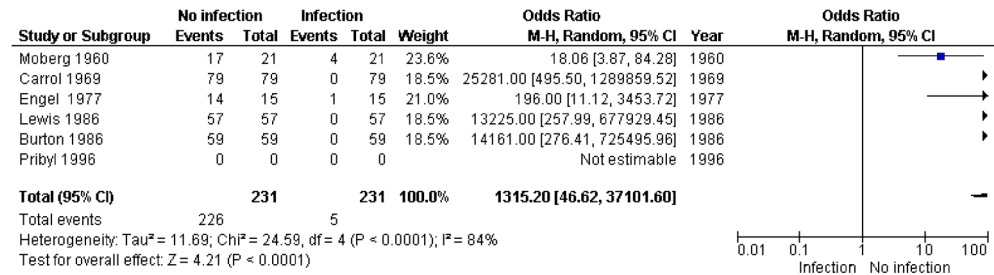 No infection Infection Odds Ratio Odds Ratio
Study or Subgroup Events Total Events Total Weight M-H, Random, 95% CI Year M-H, Random, 95% CI
Moberg 1960 17 21 4 21 23.6% 18.06 [3.87, 84.28] 1960
Carrol 1969 79 79 0 79 18.5% 25281.00 [495.50, 1289859.52] 1969
Engel 1977 14 15 1 15 21.0% 196.00 [11.12, 3453.72] 1977
Lewis 1986 57 57 0 57 18.5% 13225.00 [257.99, 677929.45] 1986
Burton 1986 59 59 0 59 18.5% 14161.00 [276.41, 725495.96] 1986
Pribyl 1996 0 0 0 0 Not estimable 1996
Total (95% CI) 231 231 100.0% 1315.20 [46.62, 37101.60]
Total events 226 5
Heterogeneity: Tau² = 11.69; Chi² = 24.59, df = 4 (P < 0.0001); I² = 84%
Test for overall effect: Z = 4.21 (P < 0.0001)
0.01 0.1 1 10 100
Infection No infection